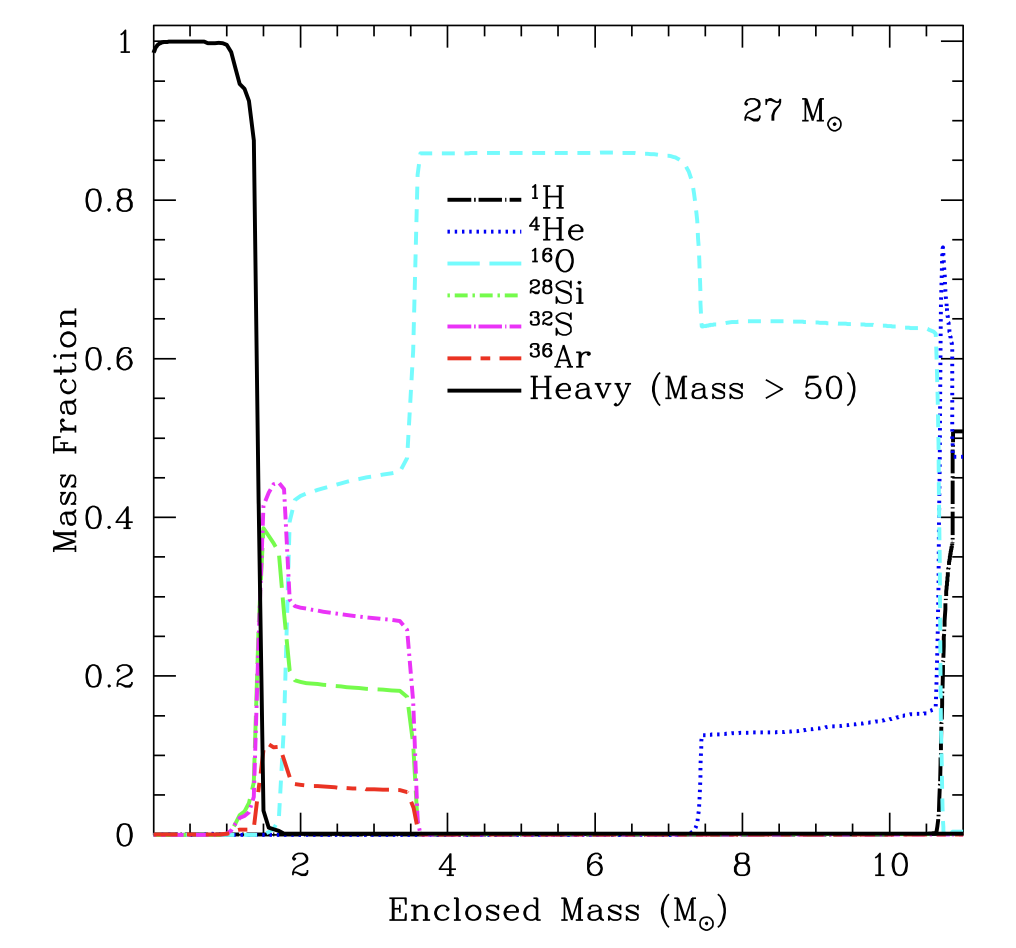 1
27 M⊙
0.8
¹H
⁴He
¹⁶O
²⁸Si
³²S
³⁶Ar
Heavy (Mass > 50)
0.6
Mass Fraction
0.4
0.2
0
2 4 6 8 10
Enclosed Mass (M⊙)